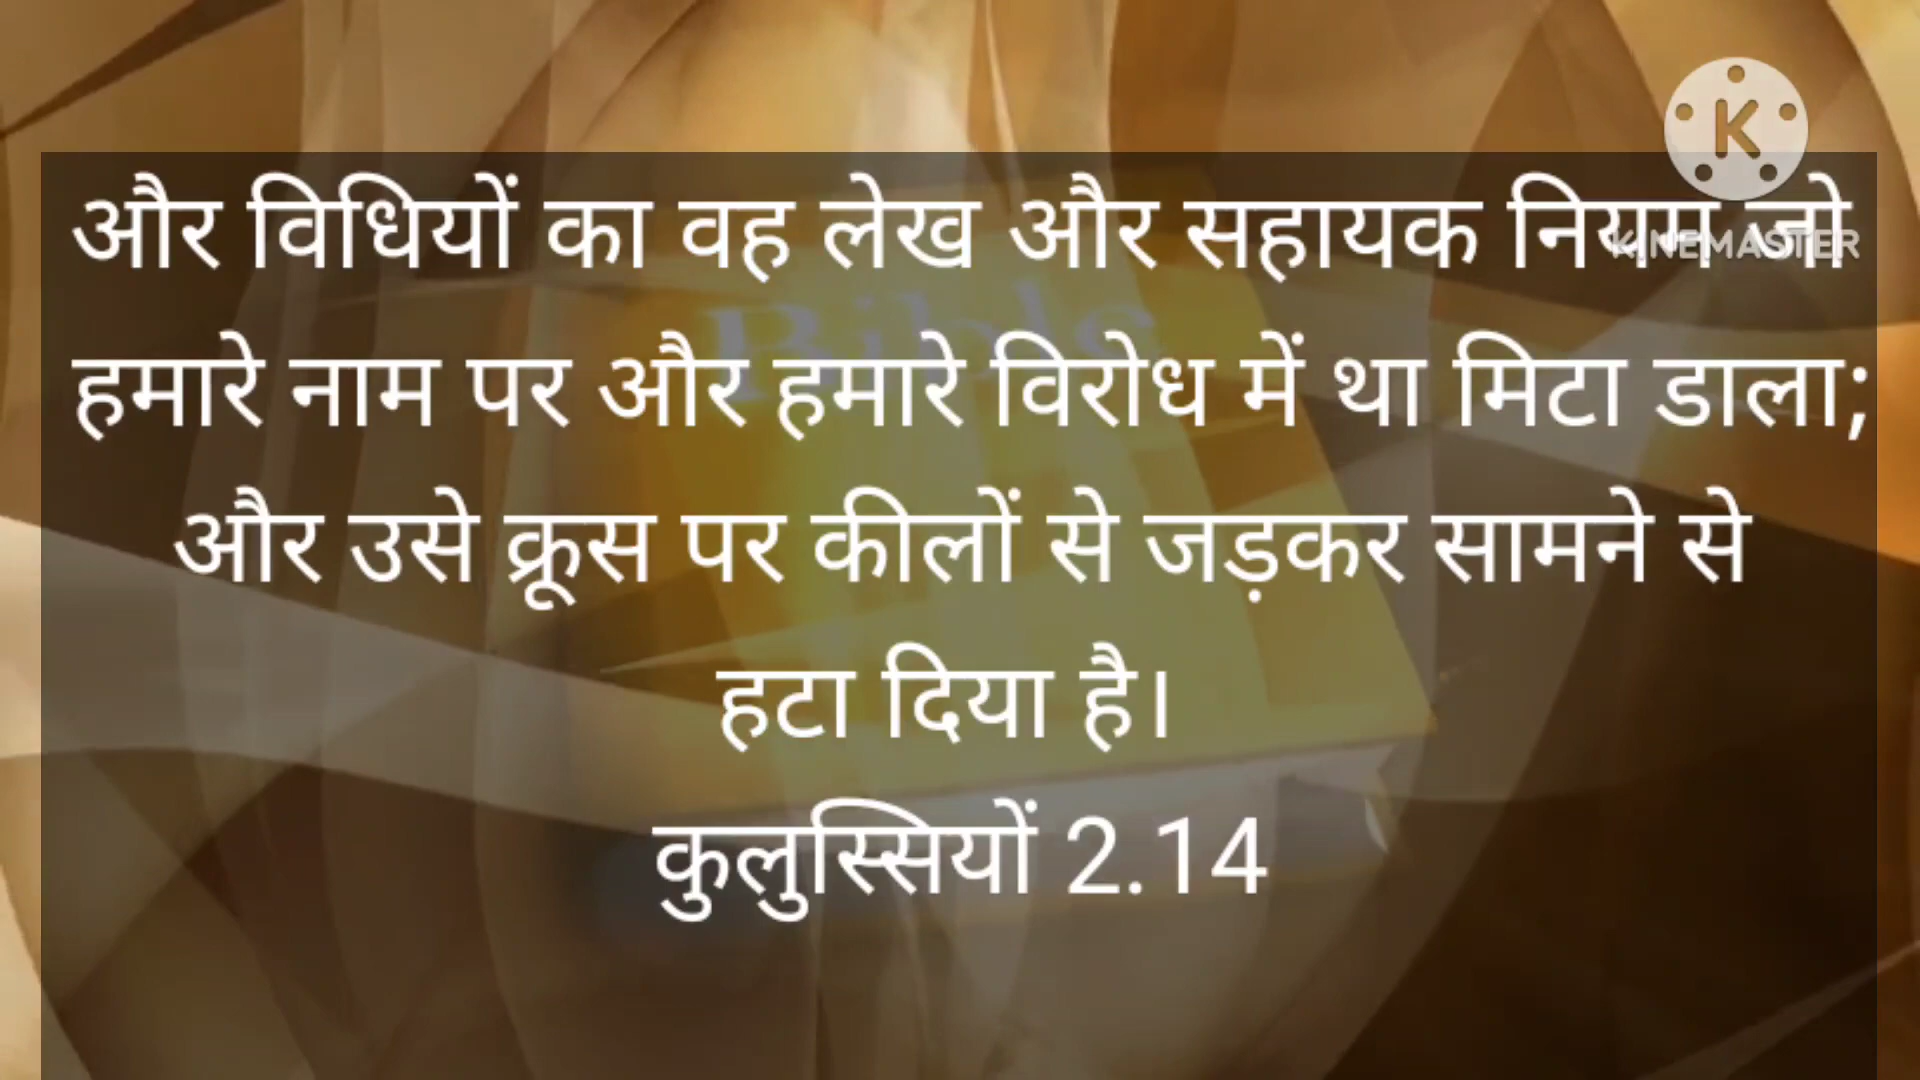 और विधियों का वह लेख और सहायक नियम जो
KINEMASTER
हमारे नाम पर और हमारे विरोध में था मिटा डाला;
और उसे क्रूस पर कीलों से जड़कर सामने से
हटा दिया है।
कुलुस्सियों 2.14
Bible
K